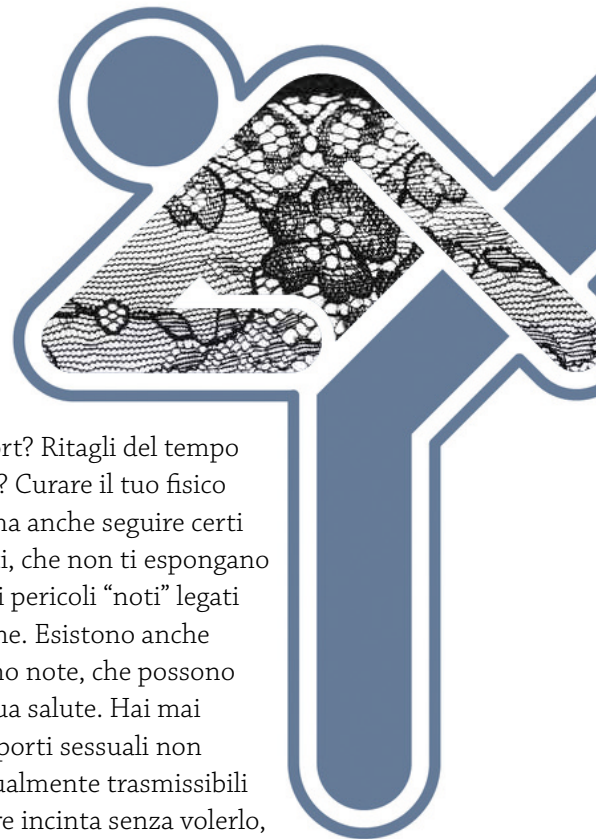 ort? Ritagli del tempo
? Curare il tuo fisico
na anche seguire certi
i, che non ti espongano
i pericoli “noti” legati
ne. Esistono anche
no note, che possono
ua salute. Hai mai
porti sessuali non
ualmente trasmissibili
re incinta senza volerlo,